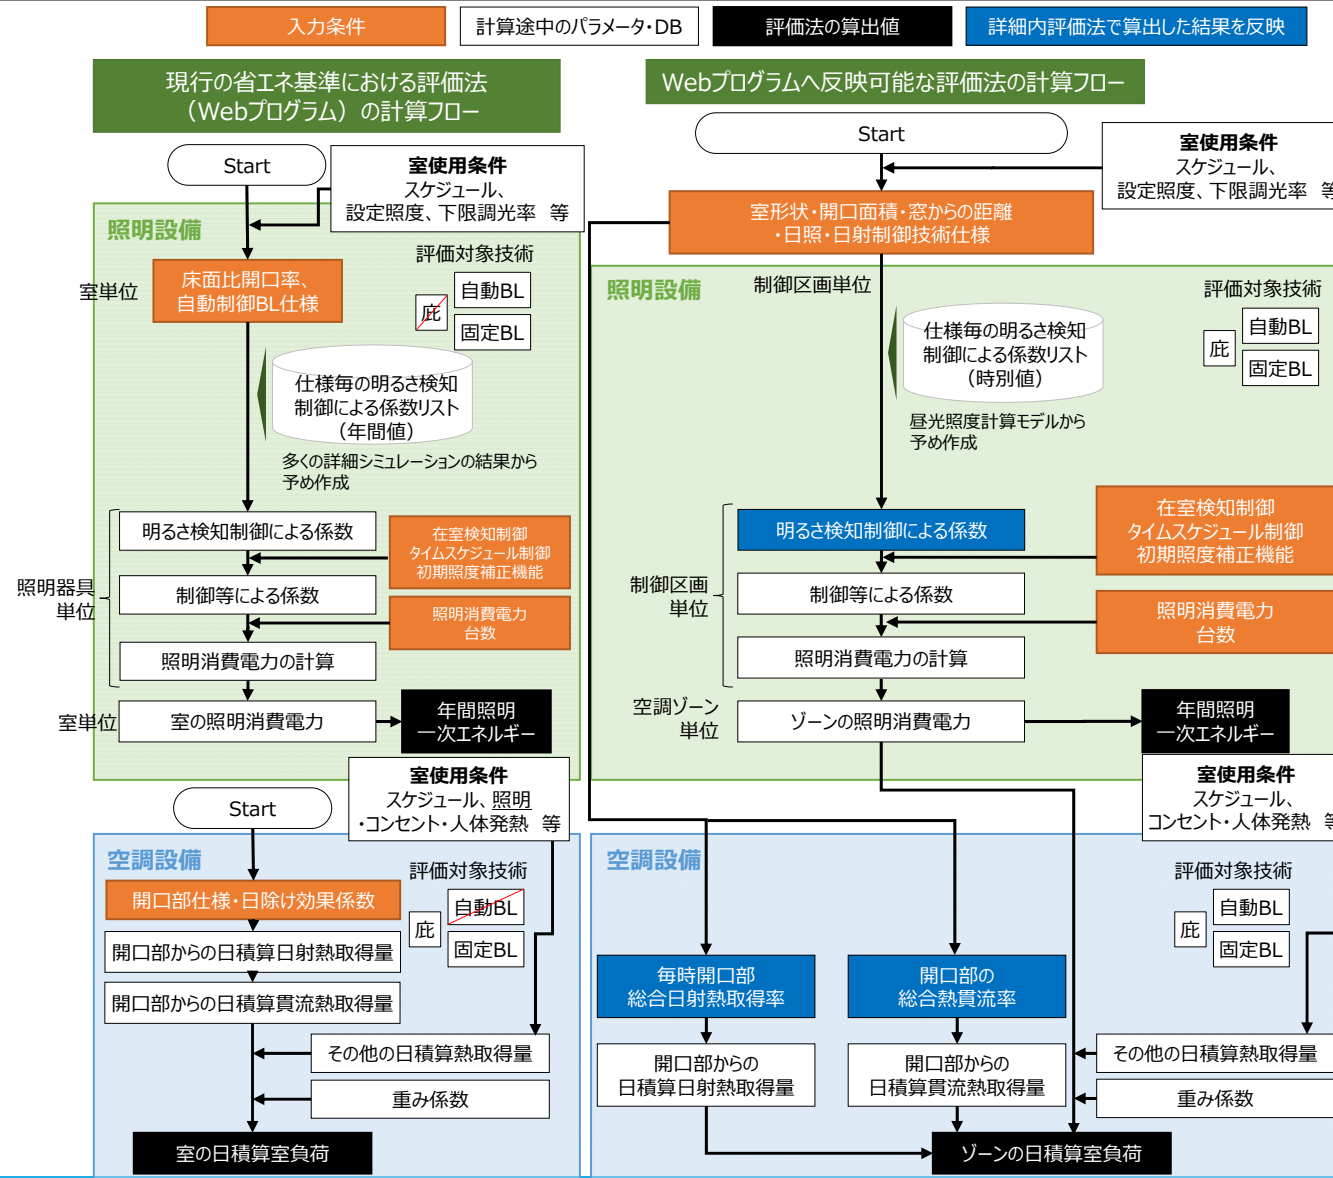 入力条件
計算途中のパラメータ・DB
評価法の算出値
詳細内評価法で算出した結果を反映
現行の省エネ基準における評価法
（Webプログラム）の計算フロー
Start
室使用条件
スケジュール、
設定照度、下限調光率 等
照明設備
評価対象技術
室単位
床面比開口率、
自動制御BL仕様
庇
自動BL
固定BL
仕様毎の明るさ検知
制御による係数リスト
（年間値）
多くの詳細シミュレーションの結果から
予め作成
明るさ検知制御による係数
在室検知制御
タイムスケジュール制御
初期照度補正機能
照明器具
単位
制御等による係数
照明消費電力
台数
照明消費電力の計算
室単位
室の照明消費電力
年間照明
一次エネルギー
室使用条件
スケジュール、照明
・コンセント・人体発熱 等
Start
空調設備
評価対象技術
開口部仕様・日除け効果係数
庇
自動BL
固定BL
開口部からの日積算日射熱取得量
開口部からの日積算貫流熱取得量
その他の日積算熱取得量
重み係数
室の日積算室負荷
Webプログラムへ反映可能な評価法の計算フロー
Start
室使用条件
スケジュール、
設定照度、下限調光率 等
室形状・開口面積・窓からの距離
・日照・日射制御技術仕様
照明設備
制御区画単位
評価対象技術
庇
自動BL
固定BL
仕様毎の明るさ検知
制御による係数リスト
（時別値）
昼光照度計算モデルから
予め作成
明るさ検知制御による係数
在室検知制御
タイムスケジュール制御
初期照度補正機能
制御区画
単位
制御等による係数
照明消費電力
台数
照明消費電力の計算
空調ゾーン
単位
ゾーンの照明消費電力
年間照明
一次エネルギー
室使用条件
スケジュール、
コンセント・人体発熱 等
空調設備
評価対象技術
庇
自動BL
固定BL
毎時開口部
総合日射熱取得率
開口部の
総合熱貫流率
開口部からの
日積算日射熱取得量
開口部からの
日積算貫流熱取得量
その他の日積算熱取得量
重み係数
ゾーンの日積算室負荷